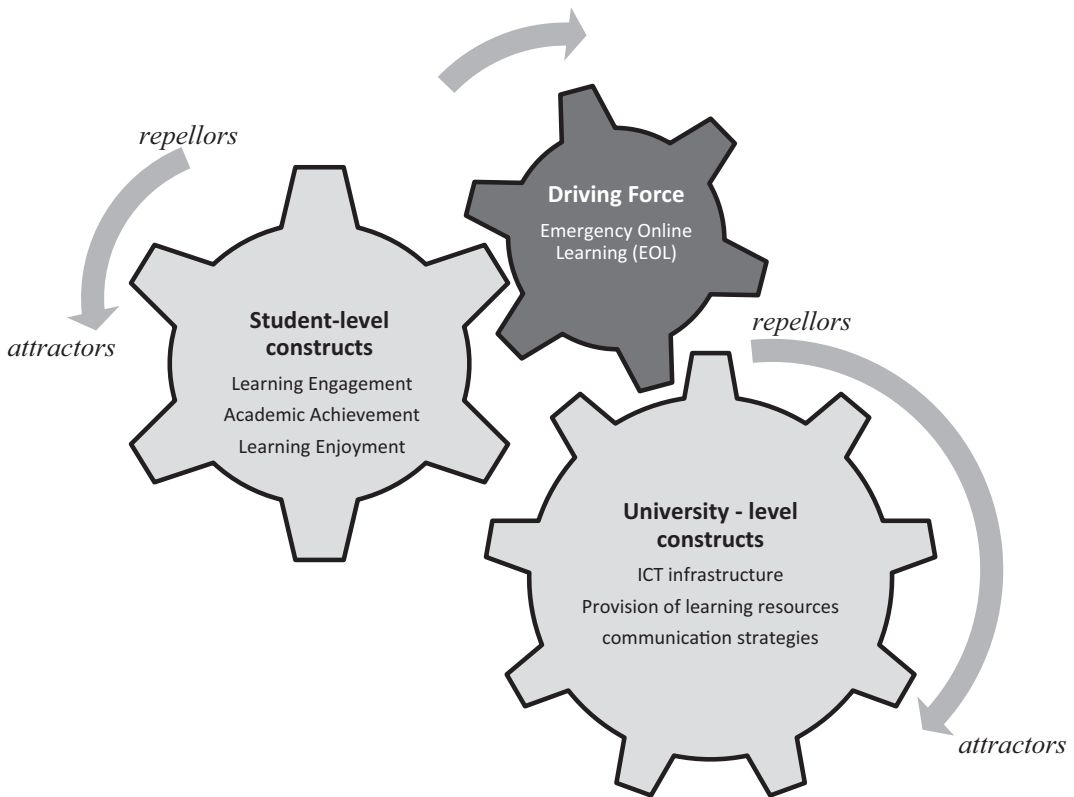 repellors
attractors
Driving Force
Emergency Online
Learning (EOL)
Student-level
constructs
Learning Engagement
Academic Achievement
Learning Enjoyment
repellors
University - level
constructs
ICT infrastructure
Provision of learning resources
communication strategies
attractors